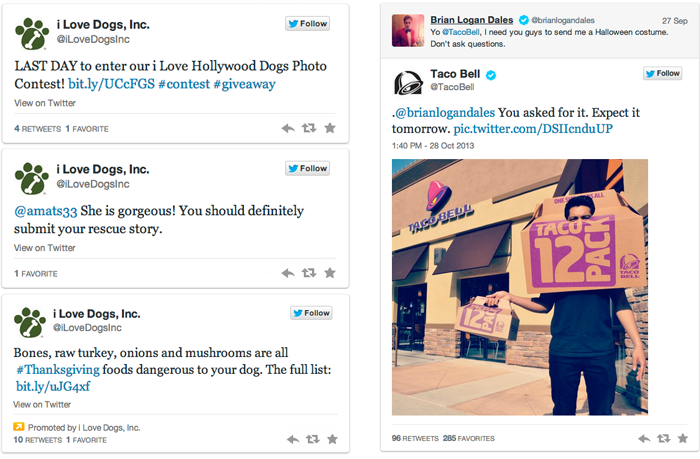 i Love Dogs, Inc.
Follow
@iLoveDogsInc
LAST DAY to enter our i Love Hollywood Dogs Photo
Contest! bit.ly/UCcFGS #contest #giveaway
View on Twitter
4 RETWEETS 1 FAVORITE
i Love Dogs, Inc.
Follow
@iLoveDogsInc
@amats33 She is gorgeous! You should definitely
submit your rescue story.
View on Twitter
1 FAVORITE
i Love Dogs, Inc.
Follow
@iLoveDogsInc
Bones, raw turkey, onions and mushrooms are all
#Thanksgiving foods dangerous to your dog. The full list:
bit.ly/uJG4xf
View on Twitter
Promoted by i Love Dogs, Inc.
10 RETWEETS 1 FAVORITE
Brian Logan Dales @brianlogandales 27 Sep
Yo @TacoBell, I need you guys to send me a Halloween costume.
Don't ask questions.
Taco Bell
Follow
@TacoBell
.@brianlogandales You asked for it. Expect it
tomorrow. pic.twitter.com/DSIIcnduUP
1:40 PM - 28 Oct 2013
TACO BELL
TACO
12
PACK
TACO
BELL
12
PACK
96 RETWEETS 285 FAVORITES